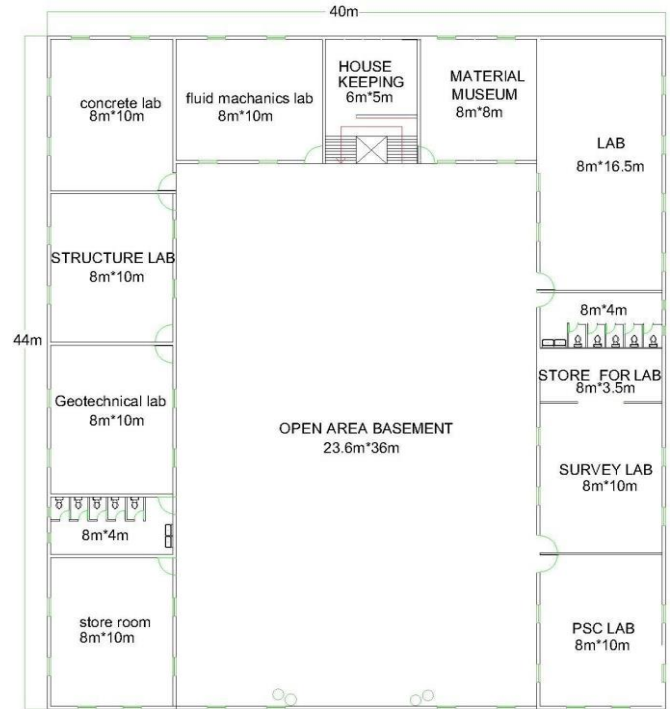 40m
44m
concrete lab
8m*10m
fluid machanics lab
8m*10m
HOUSE
KEEPING
6m*5m
MATERIAL
MUSEUM
8m*8m
LAB
8m*16.5m
STRUCTURE LAB
8m*10m
8m*4m
STORE FOR LAB
8m*3.5m
Geotechnical lab
8m*10m
OPEN AREA BASEMENT
23.6m*36m
SURVEY LAB
8m*10m
8m*4m
store room
8m*10m
PSC LAB
8m*10m